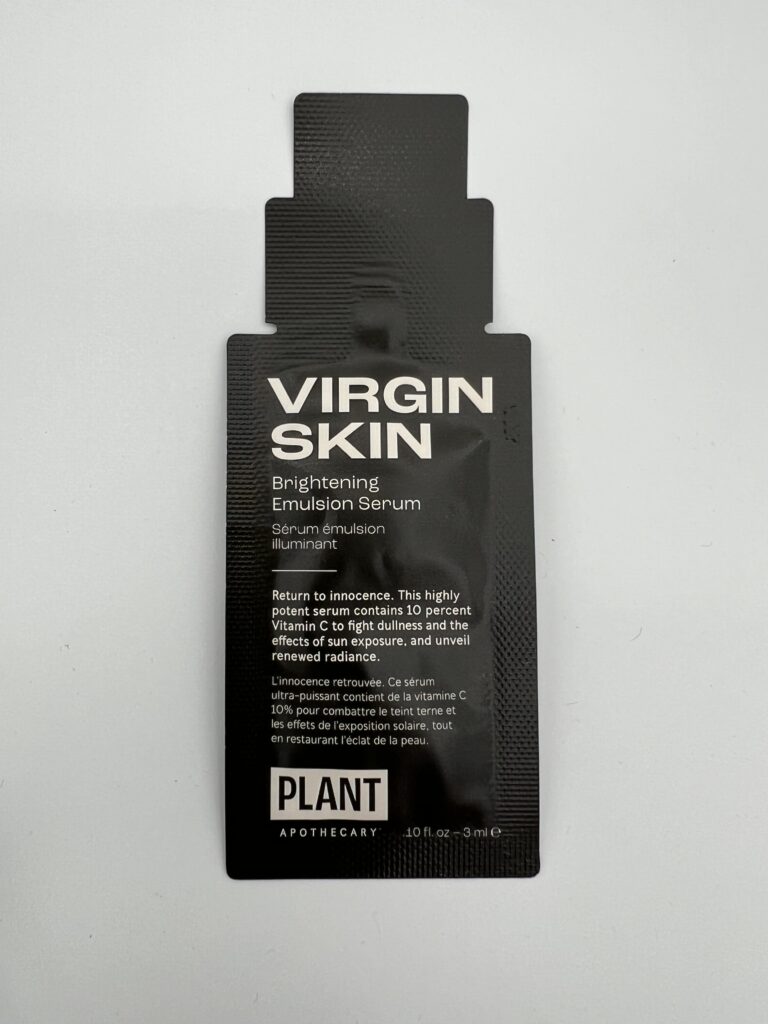 VIRGIN
SKIN
Brightening
Emulsion Serum
Sérum émulsion
illuminant
Return to innocence. This highly
potent serum contains 10 percent
Vitamin C to fight dullness and the
effects of sun exposure, and unveil
renewed radiance.
L'innocence retrouvée. Ce sérum
ultra-puissant contient de la vitamine C
10% pour combattre le teint terne et
les effets de l'exposition solaire, tout
en restaurant l'éclat de la peau.
PLANT
APOTHECARY .10 fl. oz – 3 ml ℮